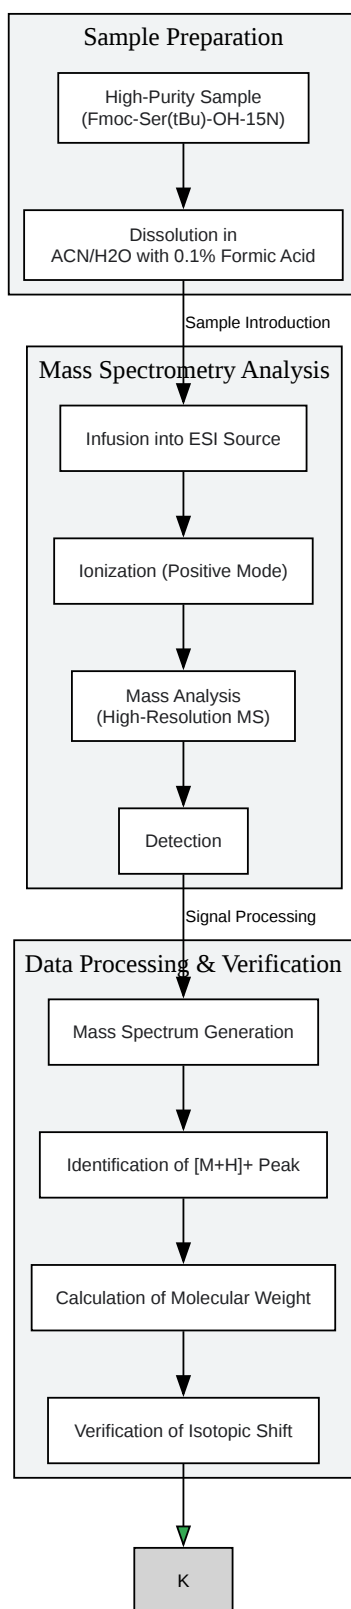 Sample Preparation
High-Purity Sample
(Fmoc-Ser(tBu)-OH-15N)
Dissolution in
ACN/H2O with 0.1% Formic Acid
Sample Introduction
Mass Spectrometry Analysis
Infusion into ESI Source
Ionization (Positive Mode)
Mass Analysis
(High-Resolution MS)
Detection
Signal Processing
Data Processing & Verification
Mass Spectrum Generation
Identification of [M+H]+ Peak
Calculation of Molecular Weight
Verification of Isotopic Shift
K